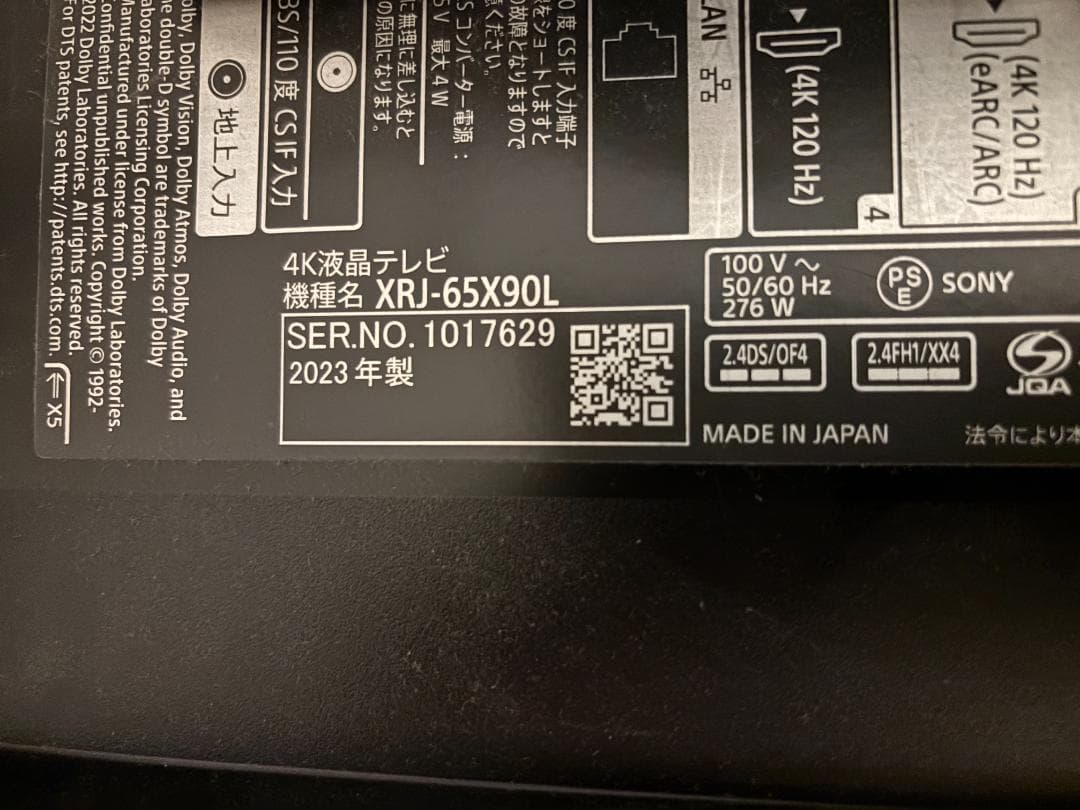 4K液晶テレビ
機種名 XRJ-65X90L
SER.NO. 1017629
2023 年製
100 V ～
50/60 Hz
276 W
PS
E
SONY
2.4DS/OF4
2.4FH1/XX4
JQA
MADE IN JAPAN
法令により本
(4K 120 Hz)
(eARC/ARC)
(4K 120 Hz)
4
LAN
0 度 CS IF 入力端子
をショートしますと
の故障となりますので
ください。
S コンバーター電源：
5V 最大 4 W
に無理に差し込むと
の原因になります。
BS/110 度 CS IF 入力
地上入力
Dolby, Dolby Vision, Dolby Atmos, Dolby Audio, and
the double-D symbol are trademarks of Dolby
Laboratories Licensing Corporation.
Manufactured under license from Dolby Laboratories.
Confidential unpublished works. Copyright © 1992-
2022 Dolby Laboratories. All rights reserved.
For DTS patents, see http://patents.dts.com.
X5